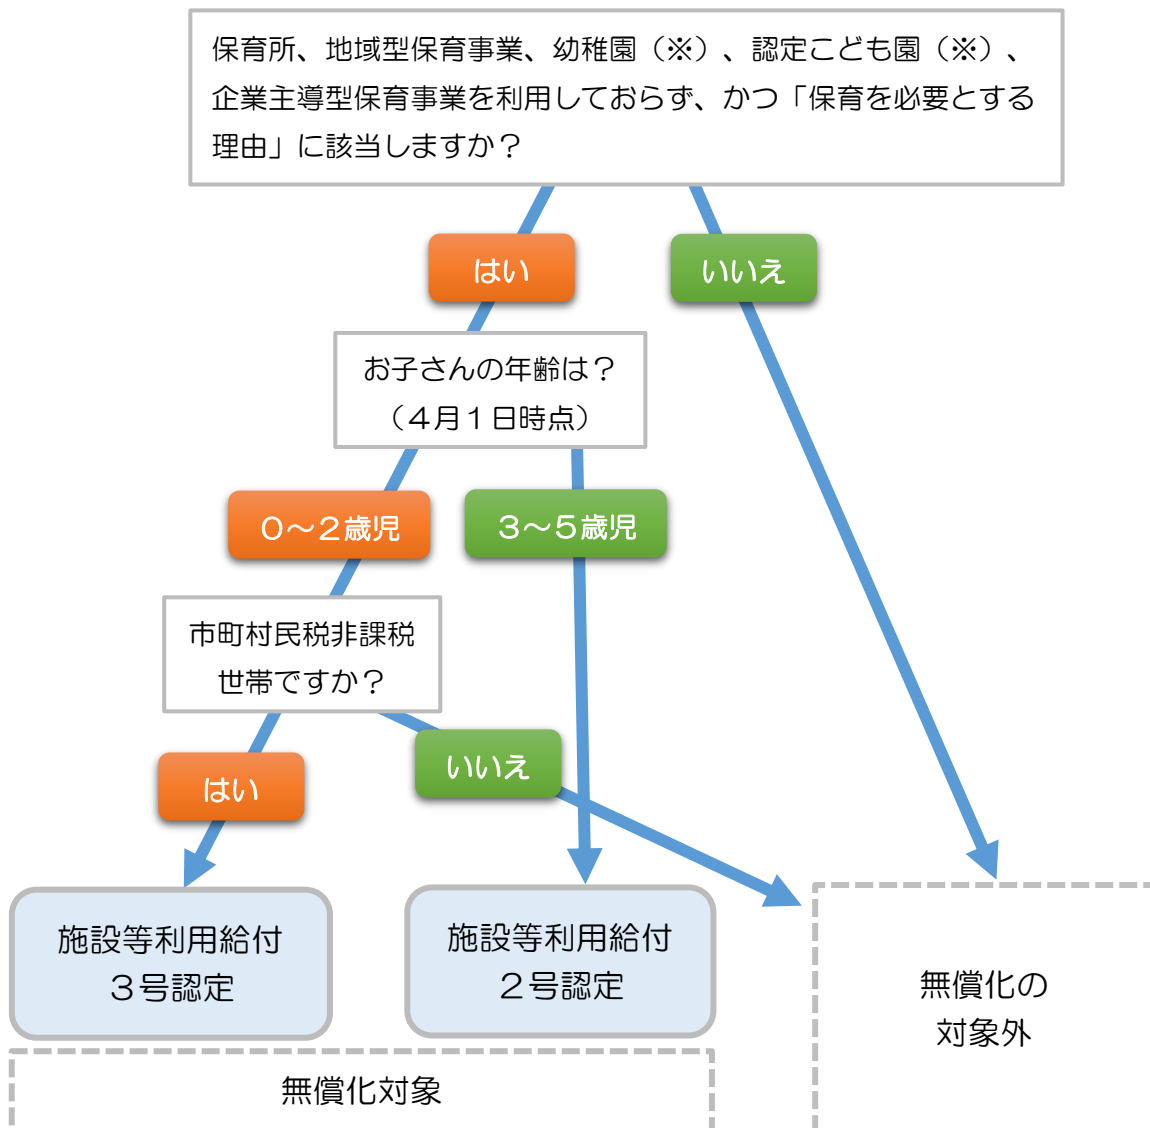 保育所、地域型保育事業、幼稚園（※）、認定こども園（※）、
企業主導型保育事業を利用しておらず、かつ「保育を必要とする
理由」に該当しますか？
はい
いいえ
お子さんの年齢は？
（４月１日時点）
０～２歳児
３～５歳児
市町村民税非課税
世帯ですか？
はい
いいえ
施設等利用給付
３号認定
施設等利用給付
２号認定
無償化の
対象外
無償化対象